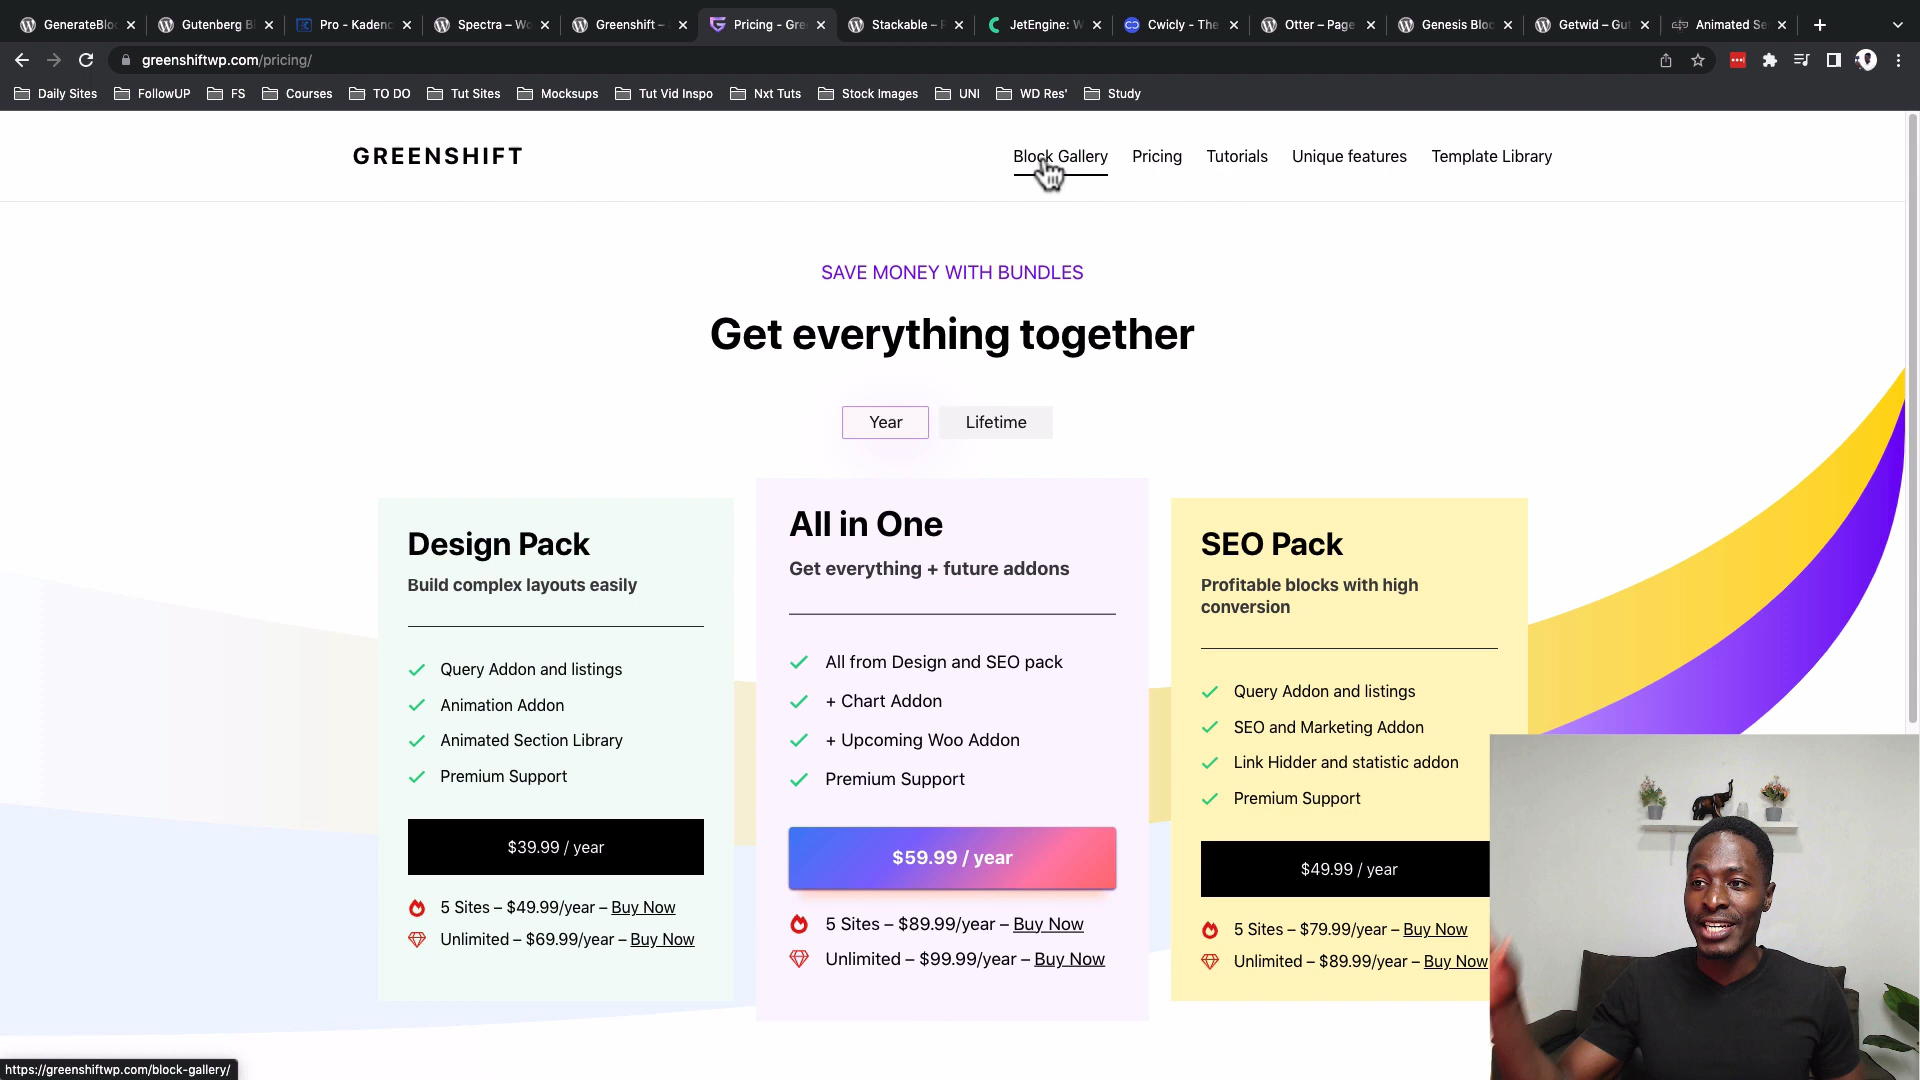 GenerateBloc
Gutenberg B
Pro - Kadenc
Spectra – Wo
Greenshift –
Pricing - Gre
Stackable – P
JetEngine: W
Cwicly - The
Otter – Page
Genesis Bloc
Getwid – Gut
Animated Se
greenshiftwp.com/pricing/
Daily Sites
FollowUP
FS
Courses
TO DO
Tut Sites
Mocksups
Tut Vid Inspo
Nxt Tuts
Stock Images
UNI
WD Res'
Study
GREENSHIFT
Block Gallery
Pricing
Tutorials
Unique features
Template Library
SAVE MONEY WITH BUNDLES
Get everything together
Year
Lifetime
Design Pack
Build complex layouts easily
Query Addon and listings
Animation Addon
Animated Section Library
Premium Support
$39.99 / year
5 Sites – $49.99/year – Buy Now
Unlimited – $69.99/year – Buy Now
All in One
Get everything + future addons
All from Design and SEO pack
+ Chart Addon
+ Upcoming Woo Addon
Premium Support
$59.99 / year
5 Sites – $89.99/year – Buy Now
Unlimited – $99.99/year – Buy Now
SEO Pack
Profitable blocks with high
conversion
Query Addon and listings
SEO and Marketing Addon
Link Hidder and statistic addon
Premium Support
$49.99 / year
5 Sites – $79.99/year – Buy Now
Unlimited – $89.99/year – Buy Now
https://greenshiftwp.com/block-gallery/